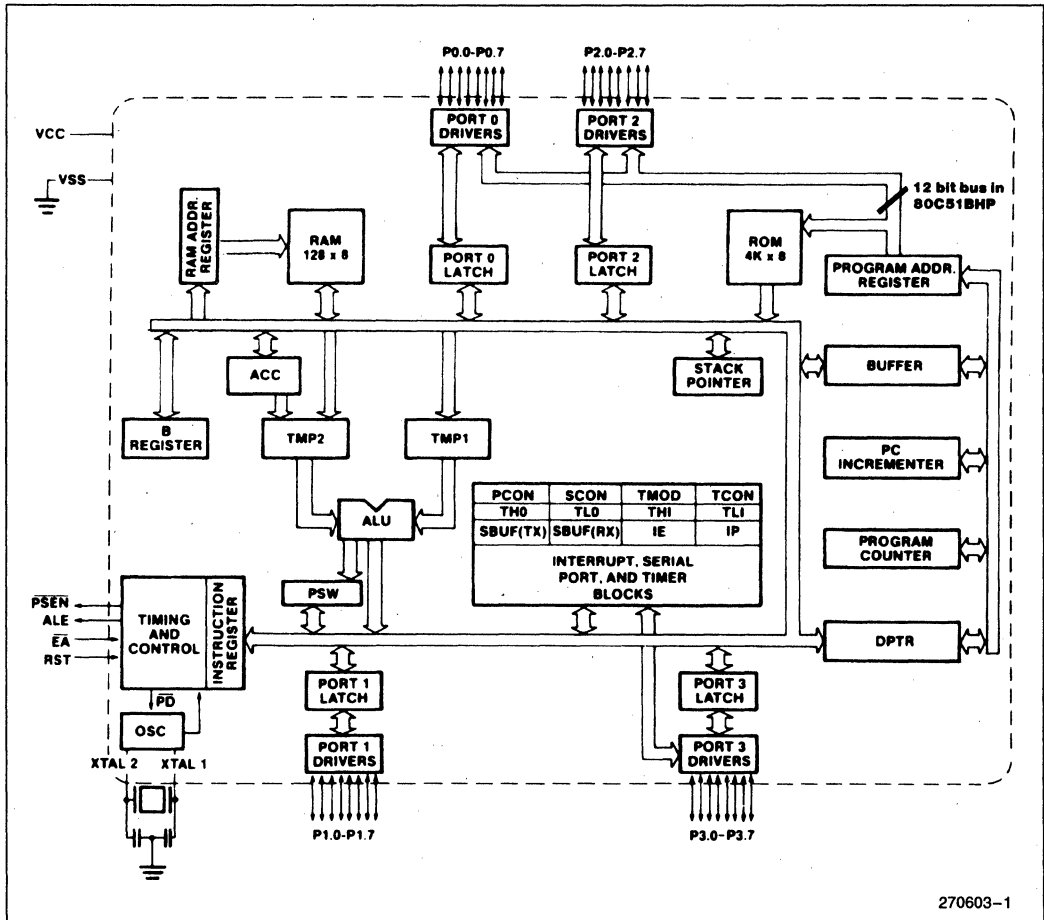 P0.0-P0.7
P2.0-P2.7
PORT 0
DRIVERS
PORT 2
DRIVERS
VCC
VSS
12 bit bus in
80C51BHP
RAM ADDR.
REGISTER
RAM
128 x 8
PORT 0
LATCH
PORT 2
LATCH
ROM
4K x 8
PROGRAM ADDR.
REGISTER
ACC
STACK
POINTER
BUFFER
B
REGISTER
TMP2
TMP1
PC
INCREMENTER
ALU
PCON SCON TMOD TCON
TH0 TL0 THI TLI
SBUF(TX) SBUF(RX) IE IP
INTERRUPT, SERIAL
PORT, AND TIMER
BLOCKS
PROGRAM
COUNTER
PSW
PSEN
ALE
EA
RST
TIMING
AND
CONTROL
INSTRUCTION
REGISTER
DPTR
PD
OSC
PORT 1
LATCH
PORT 3
LATCH
XTAL 2 XTAL 1
PORT 1
DRIVERS
PORT 3
DRIVERS
P1.0-P1.7
P3.0-P3.7
270603-1